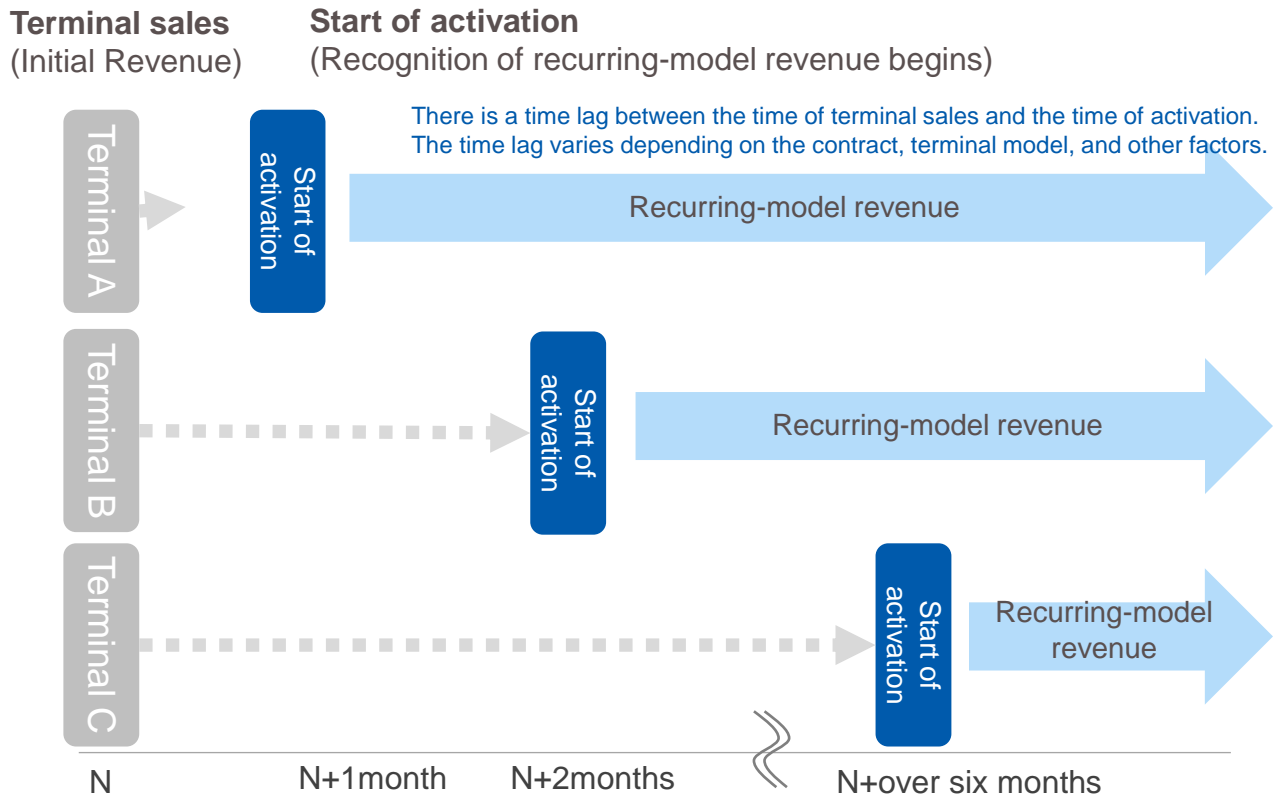 Terminal sales
(Initial Revenue)
Start of activation
(Recognition of recurring-model revenue begins)
There is a time lag between the time of terminal sales and the time of activation.
The time lag varies depending on the contract, terminal model, and other factors.
Terminal A
Start of
activation
Recurring-model revenue
Terminal B
Start of
activation
Recurring-model revenue
Terminal C
Start of
activation
Recurring-model
revenue
N
N+1month
N+2months
N+over six months